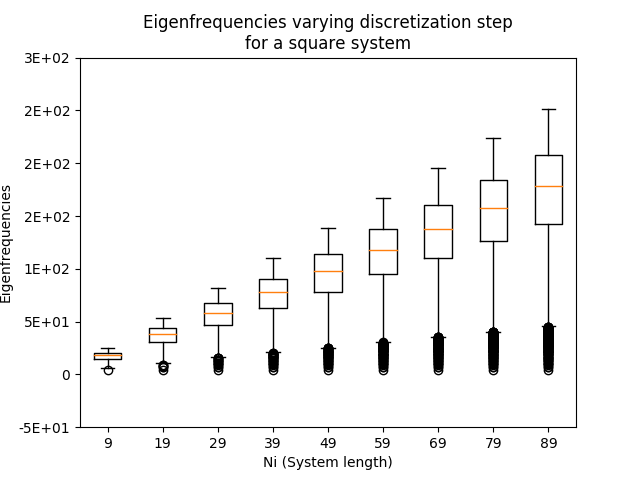 Eigenfrequencies varying discretization step
for a square system
3E+02
2E+02
2E+02
2E+02
1E+02
5E+01
0
-5E+01
Eigenfrequencies
9 19 29 39 49 59 69 79 89
Ni (System length)